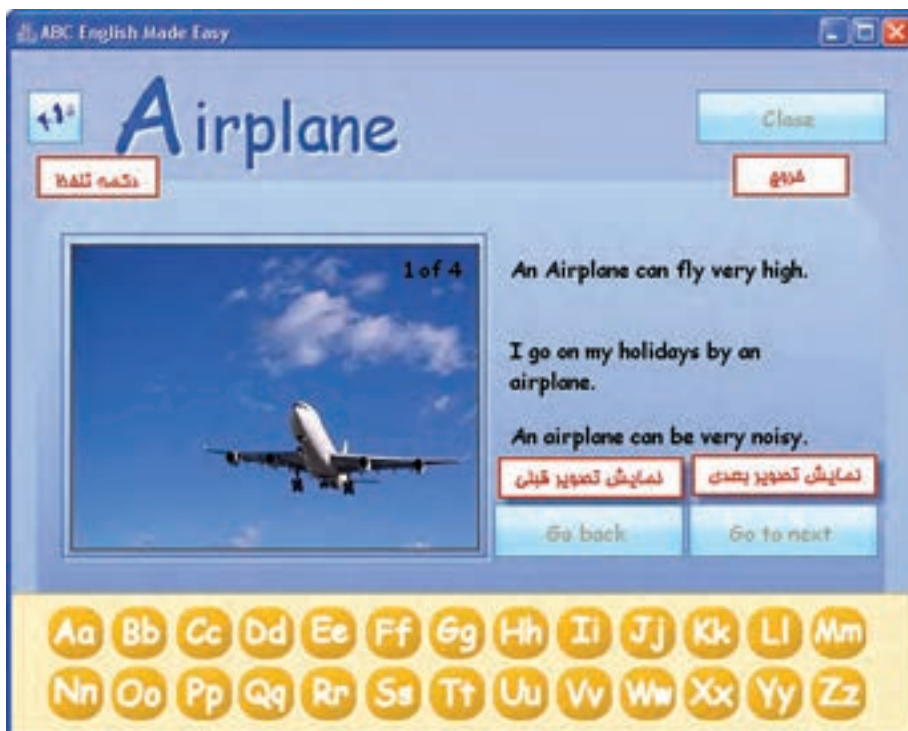 ABC English Made Easy
Airplane
Close
دکمه تلفظ
خروج
1 of 4
An Airplane can fly very high.
I go on my holidays by an
airplane.
An airplane can be very noisy.
نمایش تصویر قبلی
نمایش تصویر بعدی
Go back
Go to next
Aa Bb Cc Dd Ee Ff Gg Hh Ii Jj Kk Ll Mm
Nn Oo Pp Qq Rr Ss Tt Uu Vv Ww Xx Yy Zz